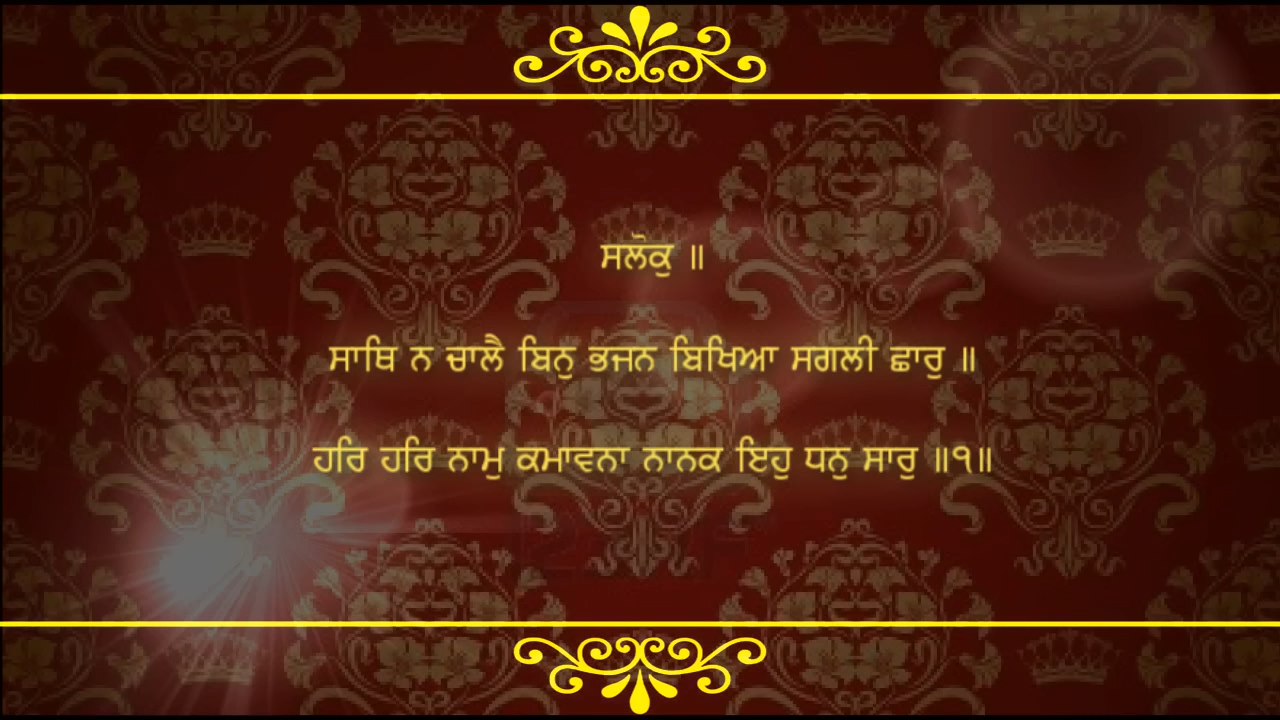 ਸਲੋਕੁ ॥
ਸਾਥਿ ਨ ਚਾਲੈ ਬਿਨੁ ਭਜਨ ਬਿਖਿਆ ਸਗਲੀ ਛਾਰੁ ॥
ਹਰਿ ਹਰਿ ਨਾਮੁ ਕਮਾਵਨਾ ਨਾਨਕ ਇਹੁ ਧਨੁ ਸਾਰੁ ॥੧॥